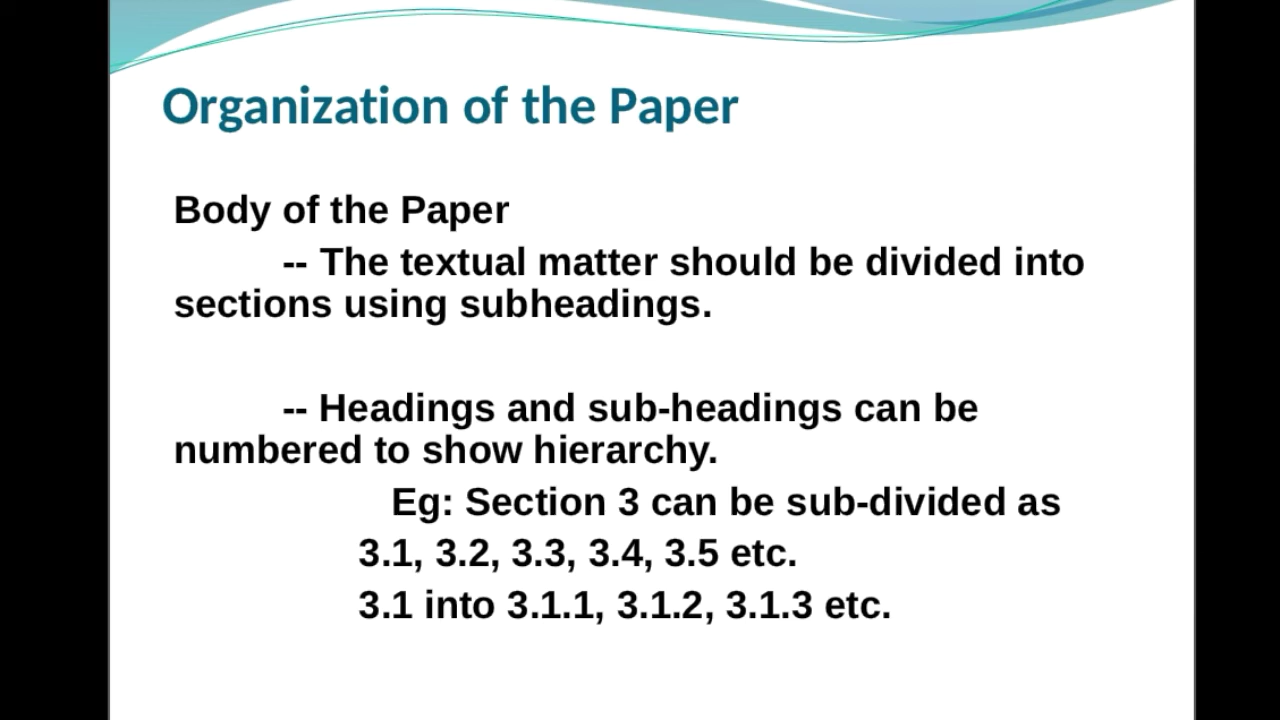 Organization of the Paper
Body of the Paper
-- The textual matter should be divided into
sections using subheadings.
-- Headings and sub-headings can be
numbered to show hierarchy.
Eg: Section 3 can be sub-divided as
3.1, 3.2, 3.3, 3.4, 3.5 etc.
3.1 into 3.1.1, 3.1.2, 3.1.3 etc.